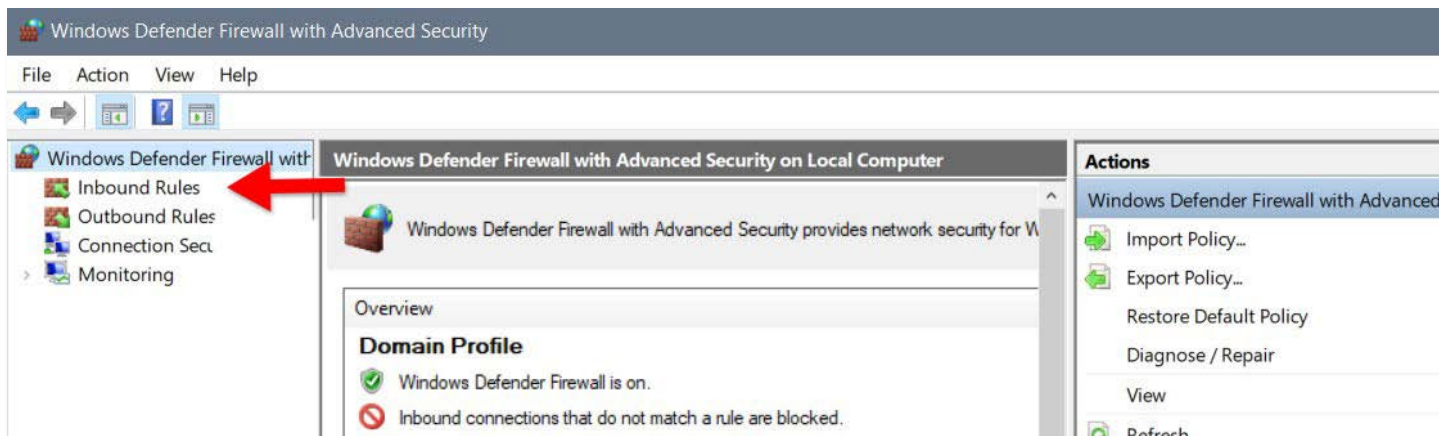 Windows Defender Firewall with Advanced Security
File Action View Help
Windows Defender Firewall with
Inbound Rules
Outbound Rules
Connection Secu
Monitoring
Windows Defender Firewall with Advanced Security on Local Computer
Windows Defender Firewall with Advanced Security provides network security for W
Overview
Domain Profile
Windows Defender Firewall is on.
Inbound connections that do not match a rule are blocked.
Actions
Windows Defender Firewall with Advanced
Import Policy...
Export Policy...
Restore Default Policy
Diagnose / Repair
View
Refresh